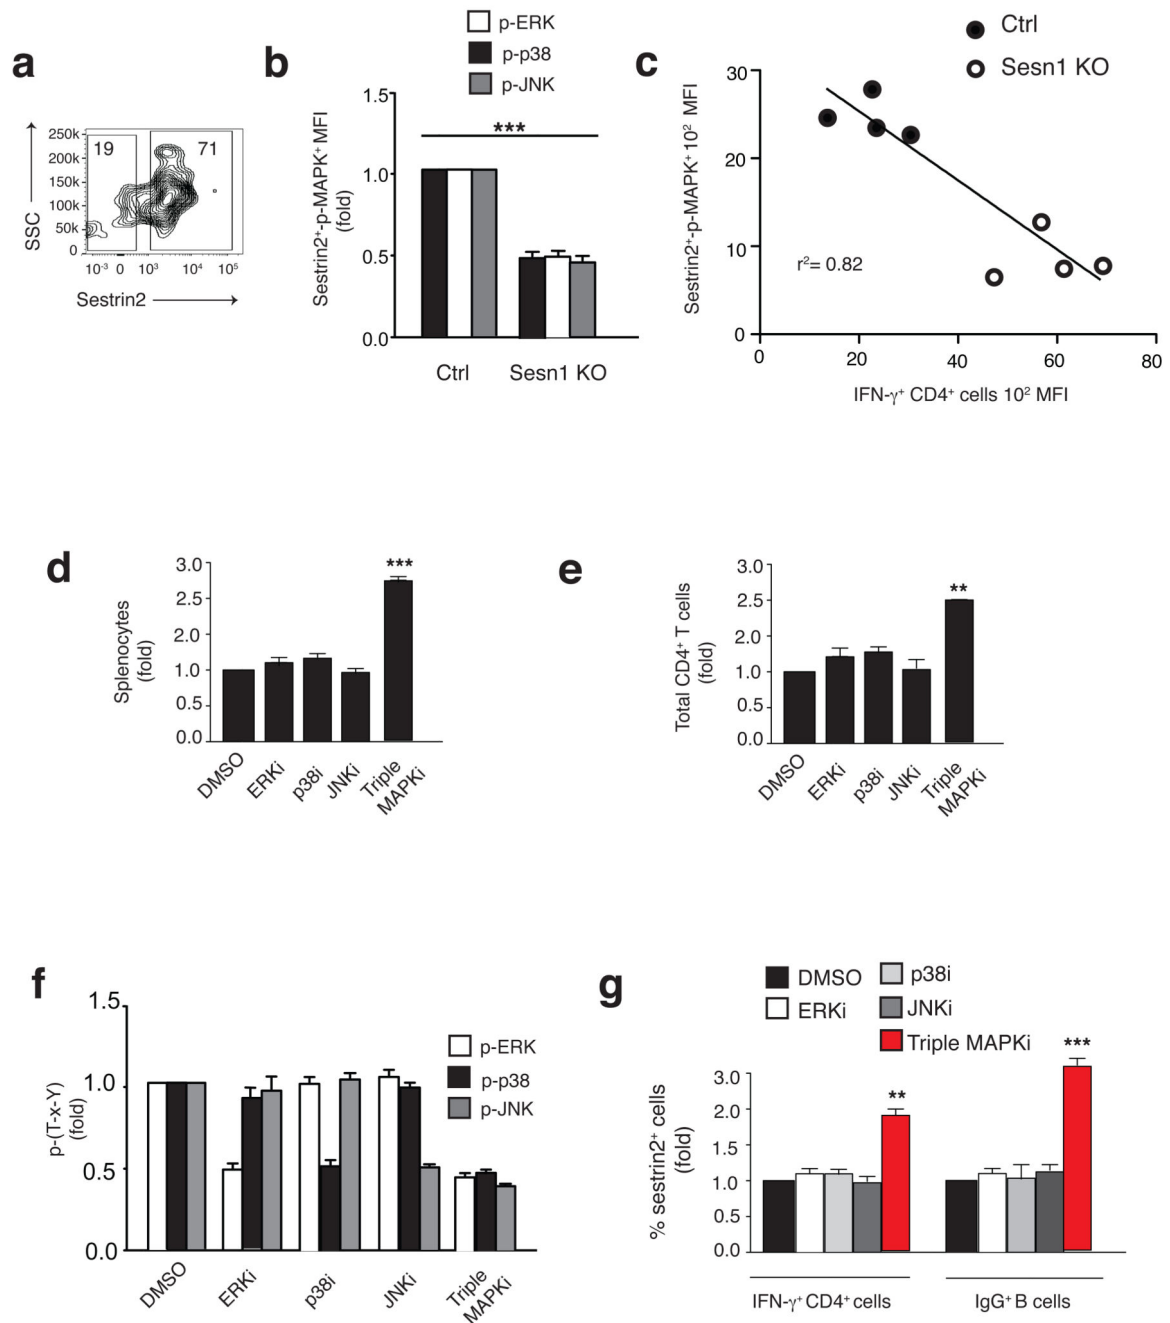 a
250k
200k
150k
100k
50k
0
SSC
19
71
10⁻³ 0 10³ 10⁴ 10⁵
Sestrin2
b
p-ERK
p-p38
p-JNK
Sestrin2⁺-p-MAPK⁺ MFI
(fold)
1.5
1.0
0.5
0.0
***
Ctrl Sesn1 KO
c
Ctrl
Sesn1 KO
Sestrin2⁺-p-MAPK⁺ 10² MFI
30
20
10
0
r²= 0.82
0 20 40 60 80
IFN-γ⁺ CD4⁺ cells 10² MFI
d
Splenocytes
(fold)
3.0
2.5
2.0
1.0
0.5
0.0
***
DMSO
ERKi
p38i
JNKi
Triple
MAPKi
e
Total CD4⁺ T cells
(fold)
3.0
2.5
2.0
1.0
0.5
0.0
**
DMSO
ERKi
p38i
JNKi
Triple
MAPKi
f
p-(T-x-Y)
(fold)
1.5
1.0
0.5
0.0
p-ERK
p-p38
p-JNK
DMSO
ERKi
p38i
JNKi
Triple
MAPKi
g
DMSO
ERKi
p38i
JNKi
Triple MAPKi
% sestrin2⁺ cells
(fold)
3.0
2.0
1.5
1.0
0.5
0.0
**
***
IFN-γ⁺ CD4⁺ cells
IgG⁺ B cells